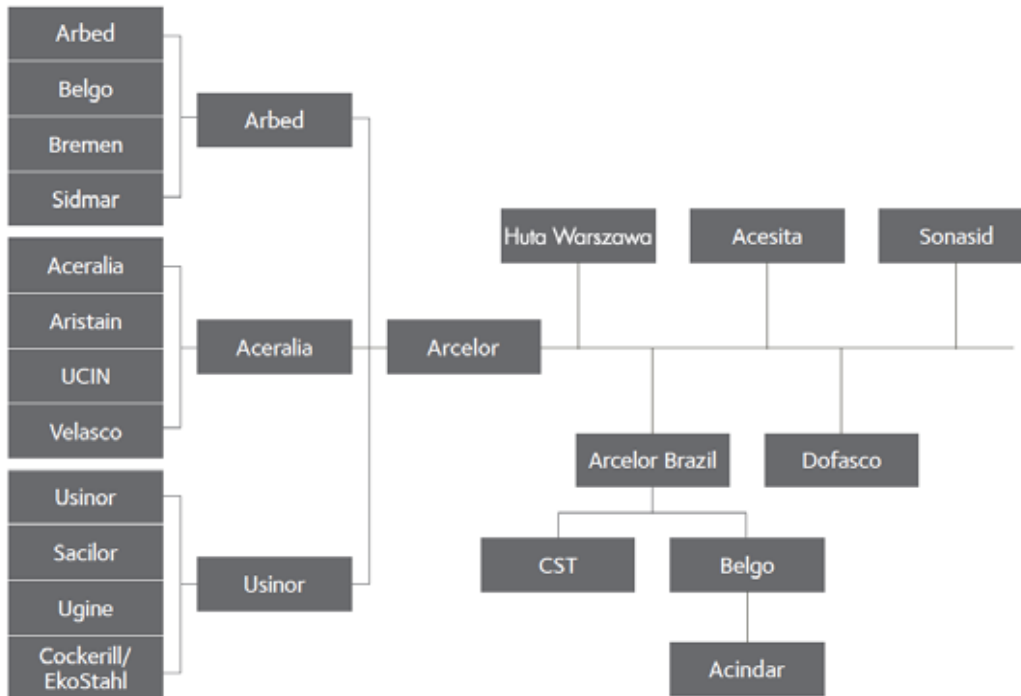 Arbed
Belgo
Bremen
Sidmar
Arbed
Aceralia
Aristain
UCIN
Velasco
Aceralia
Usinor
Sacilor
Ugine
Cockerill/
EkoStahl
Usinor
Arcelor
Huta Warszawa
Acesita
Sonasid
Arcelor Brazil
Dofasco
CST
Belgo
Acindar